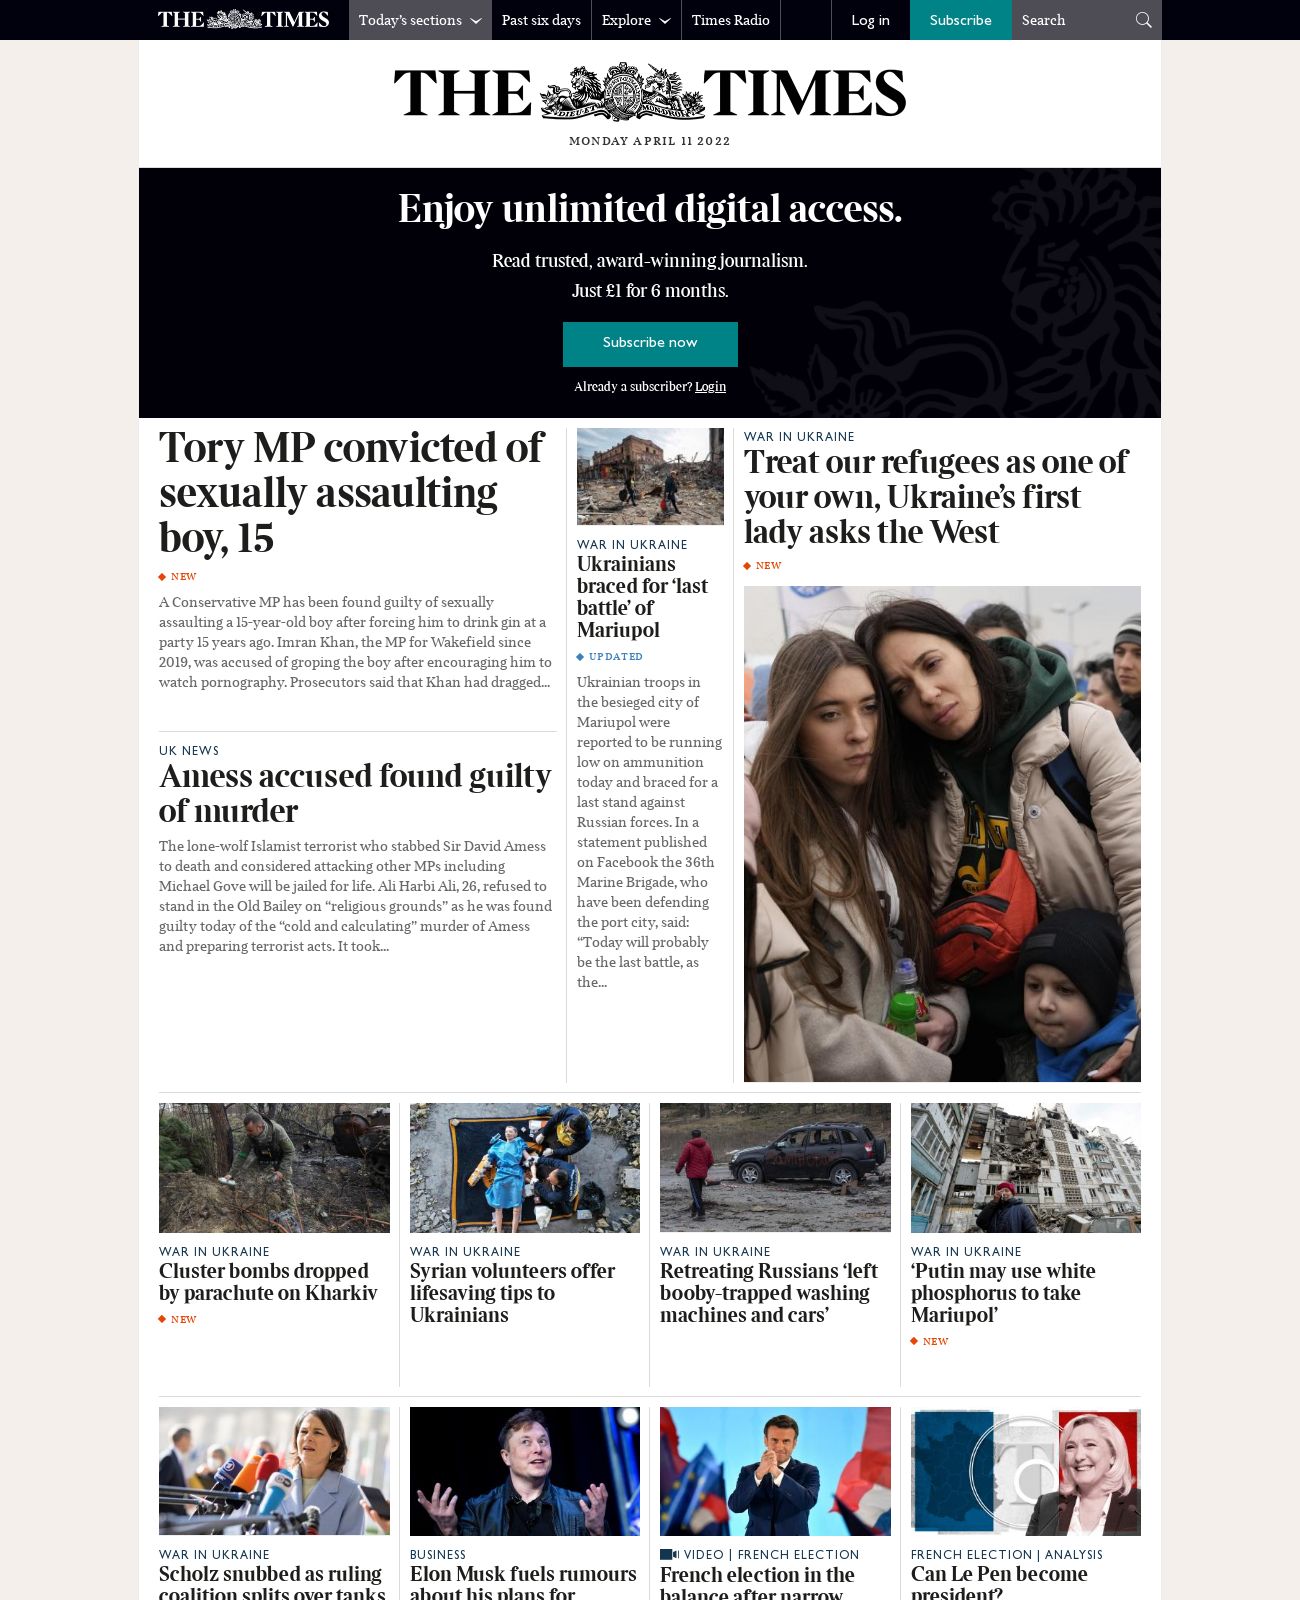 THE TIMES
Today's sections
Past six days
Explore
Times Radio
Log in
Subscribe
Search
THE TIMES
DIEU ET MON DROIT
MONDAY APRIL 11 2022
Enjoy unlimited digital access.
Read trusted, award-winning journalism.
Just £1 for 6 months.
Subscribe now
Already a subscriber? Login
Tory MP convicted of
sexually assaulting
boy, 15
NEW
A Conservative MP has been found guilty of sexually
assaulting a 15-year-old boy after forcing him to drink gin at a
party 15 years ago. Imran Khan, the MP for Wakefield since
2019, was accused of groping the boy after encouraging him to
watch pornography. Prosecutors said that Khan had dragged...
UK NEWS
Amess accused found guilty
of murder
The lone-wolf Islamist terrorist who stabbed Sir David Amess
to death and considered attacking other MPs including
Michael Gove will be jailed for life. Ali Harbi Ali, 26, refused to
stand in the Old Bailey on “religious grounds” as he was found
guilty today of the “cold and calculating” murder of Amess
and preparing terrorist acts. It took...
WAR IN UKRAINE
Ukrainians
braced for ‘last
battle’ of
Mariupol
UPDATED
Ukrainian troops in
the besieged city of
Mariupol were
reported to be running
low on ammunition
today and braced for a
last stand against
Russian forces. In a
statement published
on Facebook the 36th
Marine Brigade, who
have been defending
the port city, said:
“Today will probably
be the last battle, as
the...
WAR IN UKRAINE
Treat our refugees as one of
your own, Ukraine’s first
lady asks the West
NEW
WAR IN UKRAINE
Cluster bombs dropped
by parachute on Kharkiv
NEW
WAR IN UKRAINE
Syrian volunteers offer
lifesaving tips to
Ukrainians
WAR IN UKRAINE
Retreating Russians ‘left
booby-trapped washing
machines and cars’
WAR IN UKRAINE
‘Putin may use white
phosphorus to take
Mariupol’
NEW
WAR IN UKRAINE
Scholz snubbed as ruling
coalition splits over tanks
BUSINESS
Elon Musk fuels rumours
about his plans for
VIDEO | FRENCH ELECTION
French election in the
balance after narrow
FRENCH ELECTION | ANALYSIS
Can Le Pen become
president?